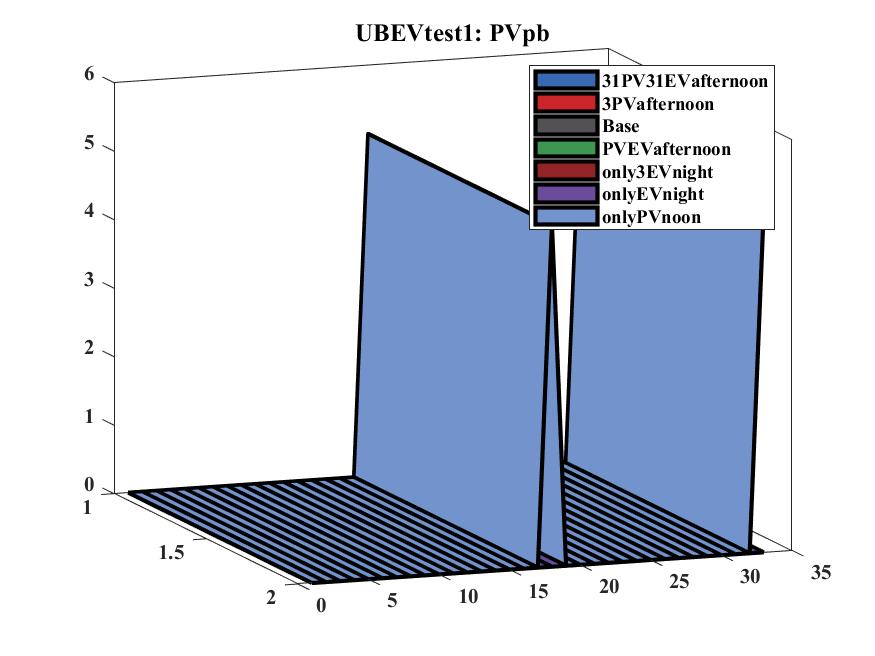 UBEVtest1: PVpb
31PV31EVafternoon
3PVafternoon
Base
PVEVafternoon
only3EVnight
onlyEVnight
onlyPVnoon
6
5
4
3
2
1
0
1
1.5
2
0
5
10
15
20
25
30
35